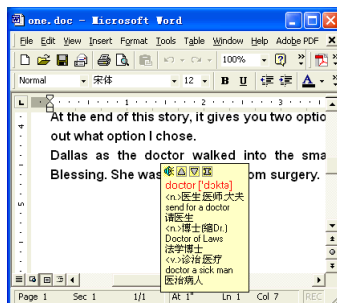 one.doc - Microsoft Word
File Edit View Insert Format Tools Table Window Help Adobe PDF
100%
Normal 宋体 12 B U A
1 2 3
At the end of this story, it gives you two optio
out what option I chose.
Dallas as the doctor walked into the sma
Blessing. She was om surgery.
doctor ['dɔktə]
<n.>医生,医师,大夫
send for a doctor
请医生
<n.>博士(缩Dr.)
Doctor of Laws
法学博士
<v.>诊治,医疗
doctor a sick man
医治病人
Page 1 Sec 1 1/1 At 1" Ln 1 Col 7 REC